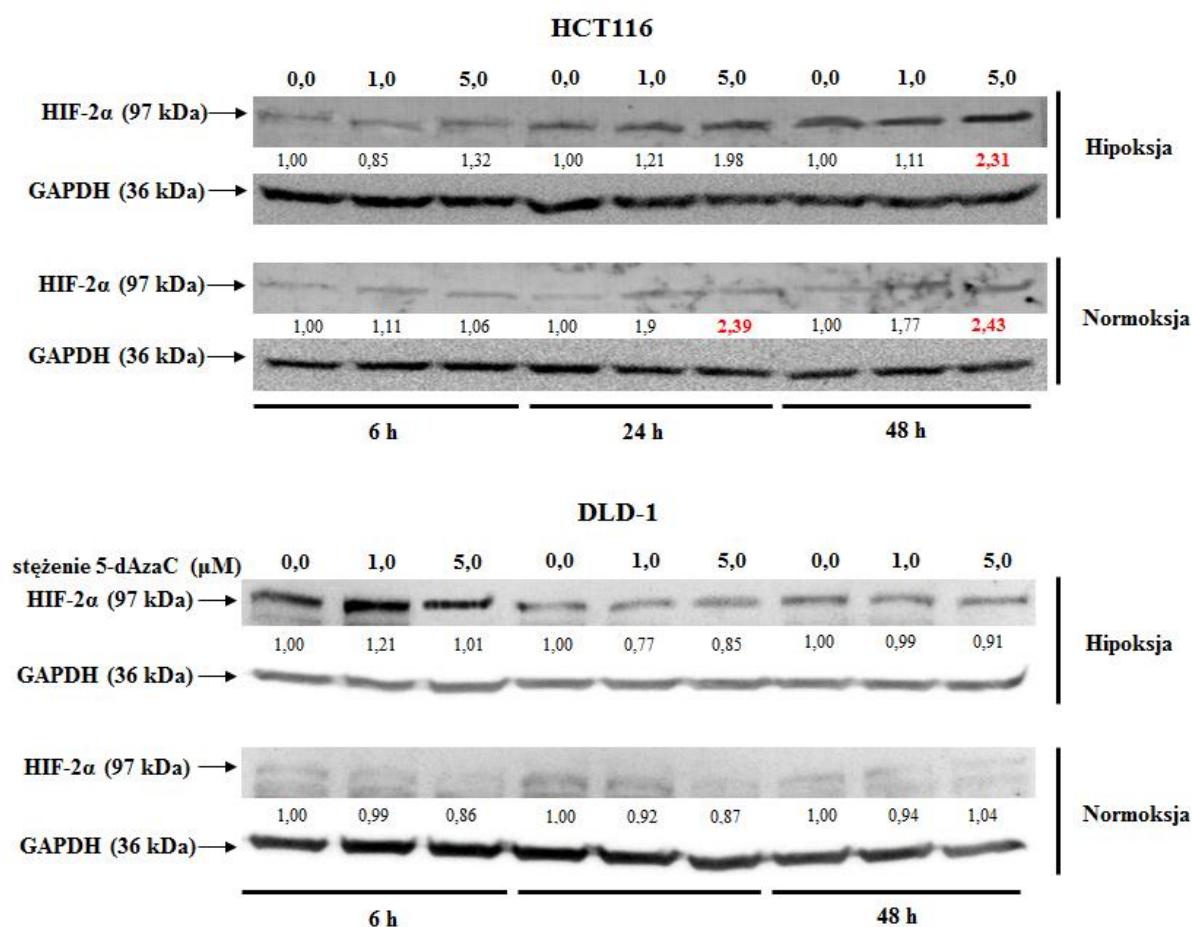 HCT116
0,0 1,0 5,0 0,0 1,0 5,0 0,0 1,0 5,0
HIF-2α (97 kDa)
1,00 0,85 1,32 1,00 1,21 1.98 1,00 1,11 2,31
Hipoksja
GAPDH (36 kDa)
HIF-2α (97 kDa)
1,00 1,11 1,06 1,00 1,9 2,39 1,00 1,77 2,43
Normoksja
GAPDH (36 kDa)
6 h 24 h 48 h
DLD-1
stężenie 5-dAzaC (µM) 0,0 1,0 5,0 0,0 1,0 5,0 0,0 1,0 5,0
HIF-2α (97 kDa)
1,00 1,21 1,01 1,00 0,77 0,85 1,00 0,99 0,91
Hipoksja
GAPDH (36 kDa)
HIF-2α (97 kDa)
1,00 0,99 0,86 1,00 0,92 0,87 1,00 0,94 1,04
Normoksja
GAPDH (36 kDa)
6 h 48 h